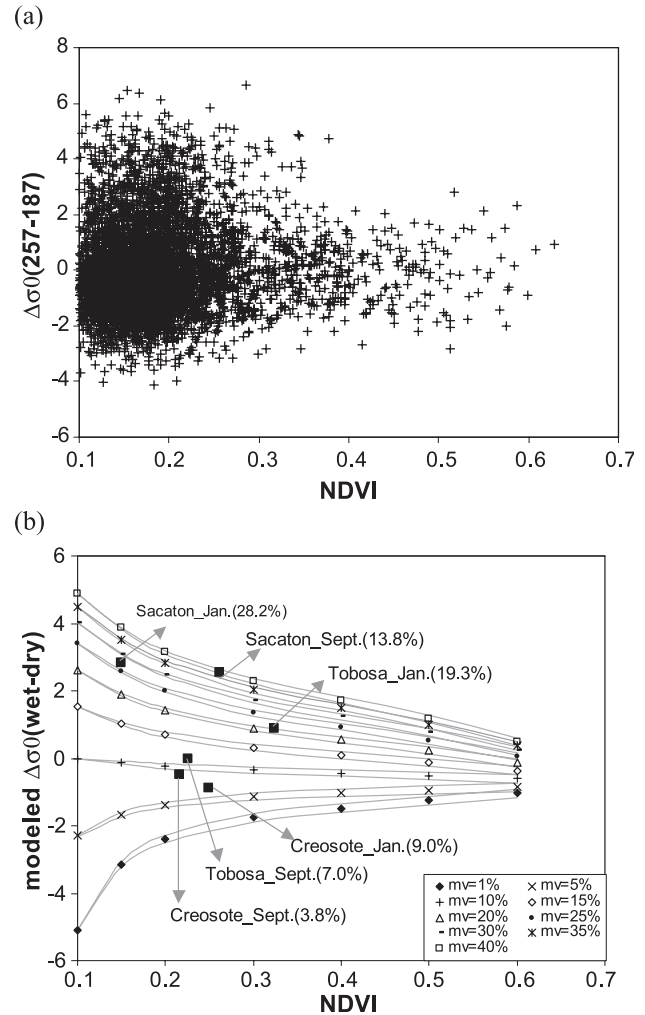 (a)
8
6
4
2
0
-2
-4
-6
Δσ0(257-187)
0.1 0.2 0.3 0.4 0.5 0.6 0.7
NDVI
(b)
6
4
2
0
-2
-4
-6
modeled Δσ0(wet-dry)
Sacaton_Jan.(28.2%)
Sacaton_Sept.(13.8%)
Tobosa_Jan.(19.3%)
Creosote_Jan.(9.0%)
Tobosa_Sept.(7.0%)
Creosote_Sept.(3.8%)
mv=1% mv=5%
mv=10% mv=15%
mv=20% mv=25%
mv=30% mv=35%
mv=40%
0.1 0.2 0.3 0.4 0.5 0.6 0.7
NDVI